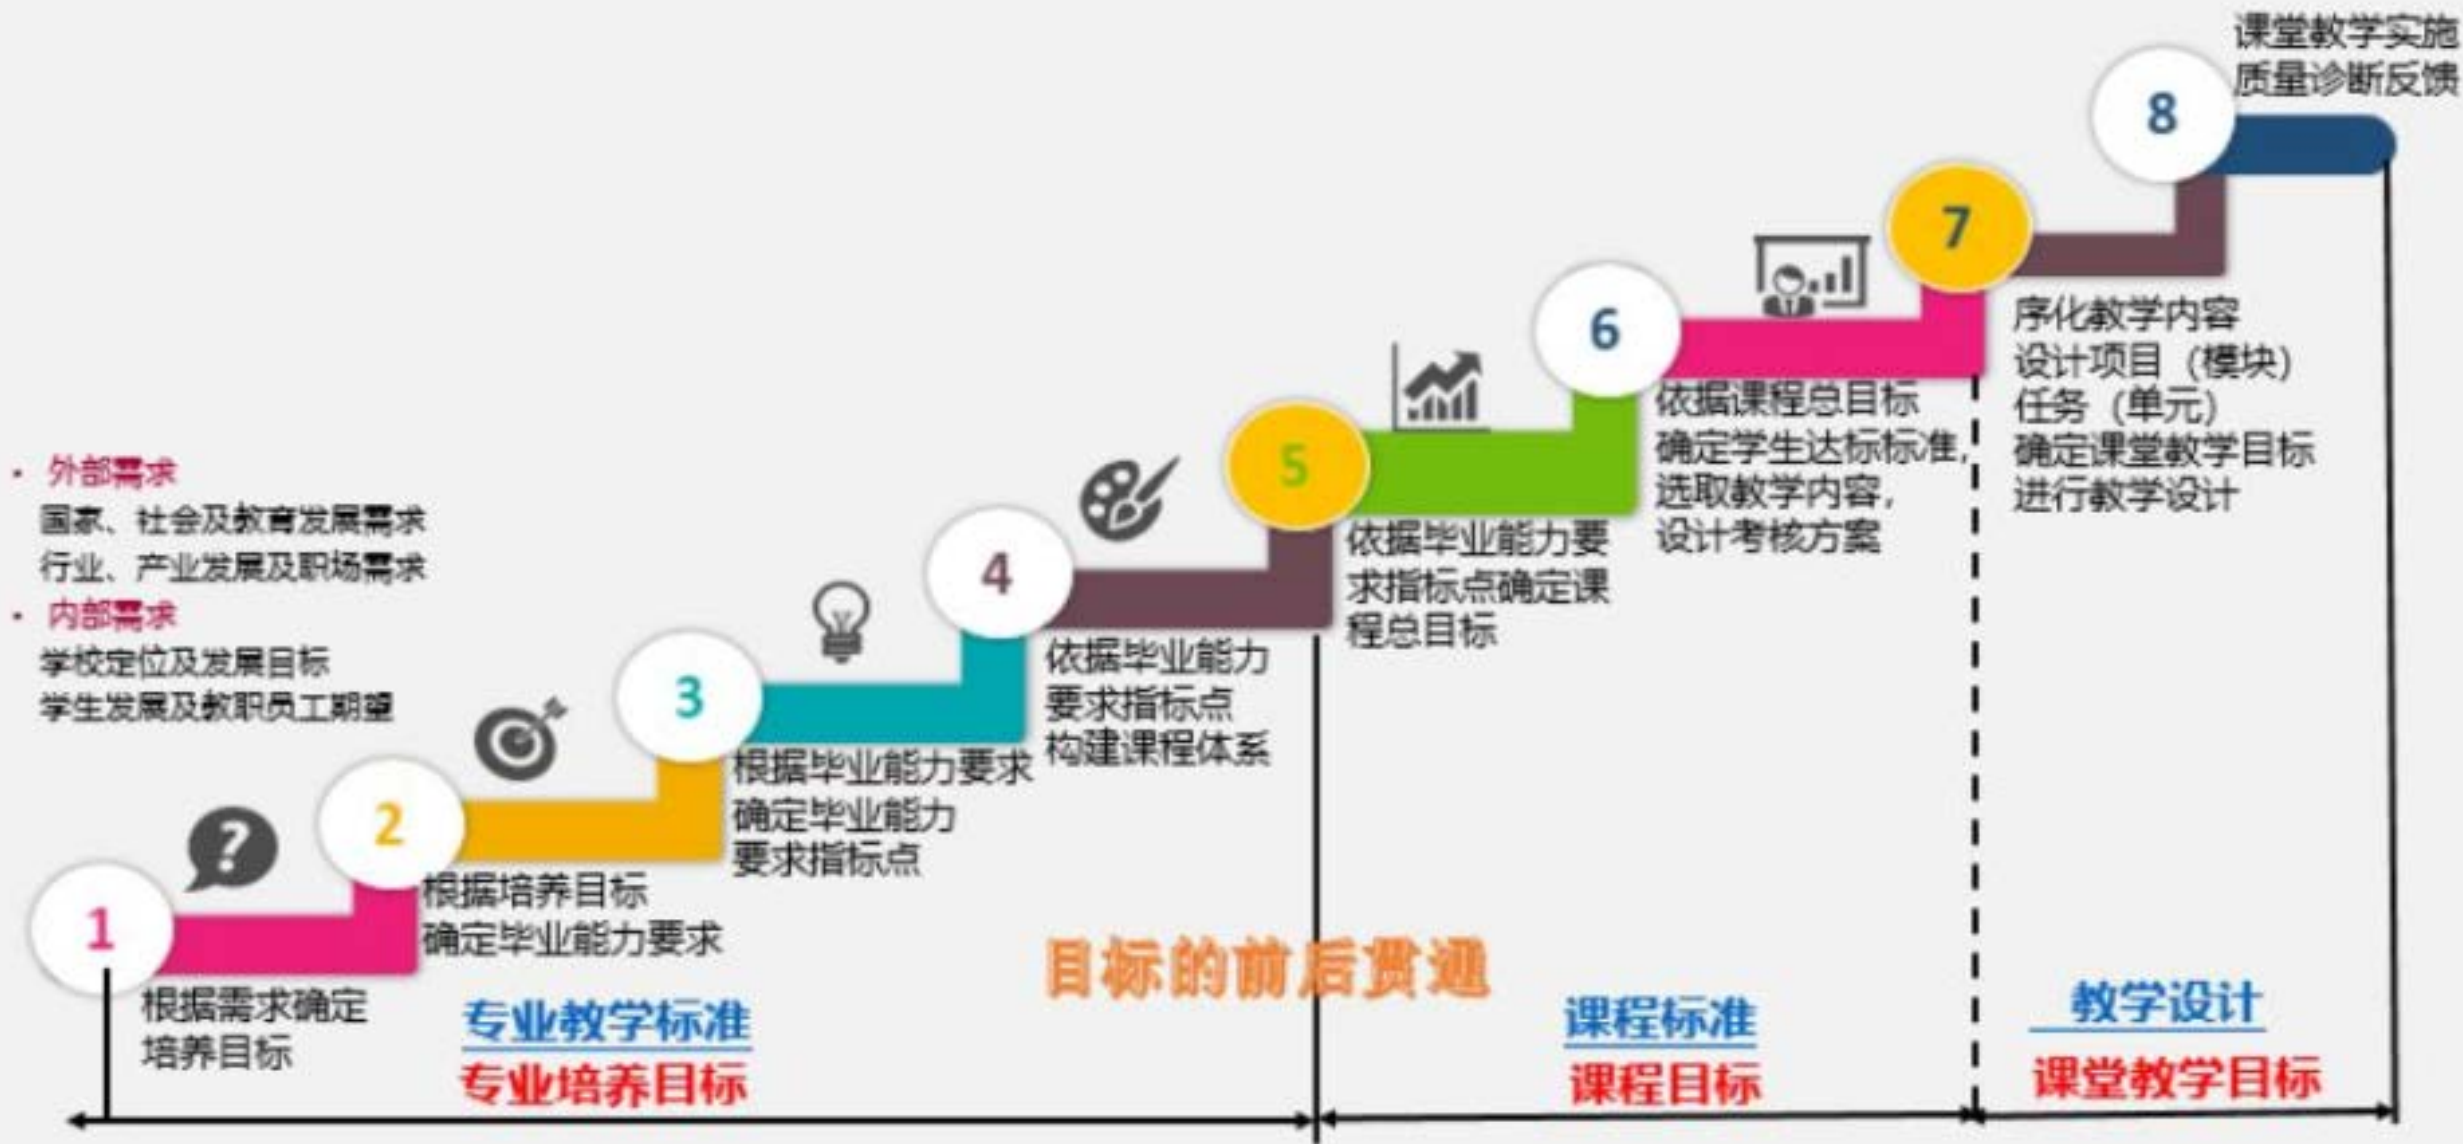 · 外部需求
国家、社会及教育发展需求
行业、产业发展及职场需求
· 内部需求
学校定位及发展目标
学生发展及教职员工期望
1
?
根据需求确定
培养目标
2
根据培养目标
确定毕业能力要求
3
根据毕业能力要求
确定毕业能力
要求指标点
4
依据毕业能力
要求指标点
构建课程体系
5
依据毕业能力要
求指标点确定课
程总目标
6
依据课程总目标
确定学生达标标准,
选取教学内容,
设计考核方案
7
序化教学内容
设计项目（模块）
任务（单元）
确定课堂教学目标
进行教学设计
8
课堂教学实施
质量诊断反馈
目标的前后贯通
专业教学标准
专业培养目标
课程标准
课程目标
教学设计
课堂教学目标